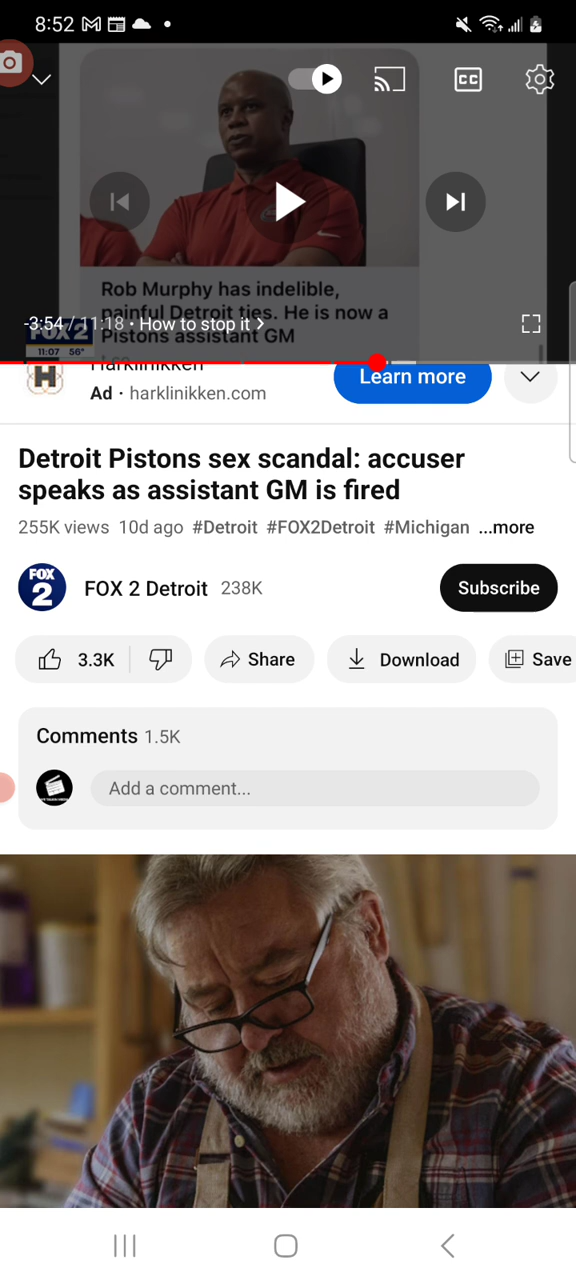 8:52
CC
Rob Murphy has indelible,
painful Detroit ties. He is now a
Pistons assistant GM
-3:54 / 11:18 • How to stop it >
FOX 2
11:07 56°
Harklinikken
H
Learn more
Ad · harklinikken.com
Detroit Pistons sex scandal: accuser
speaks as assistant GM is fired
255K views 10d ago #Detroit #FOX2Detroit #Michigan ...more
FOX 2
FOX 2 Detroit 238K
Subscribe
3.3K
Share
Download
Save
Comments 1.5K
Add a comment...